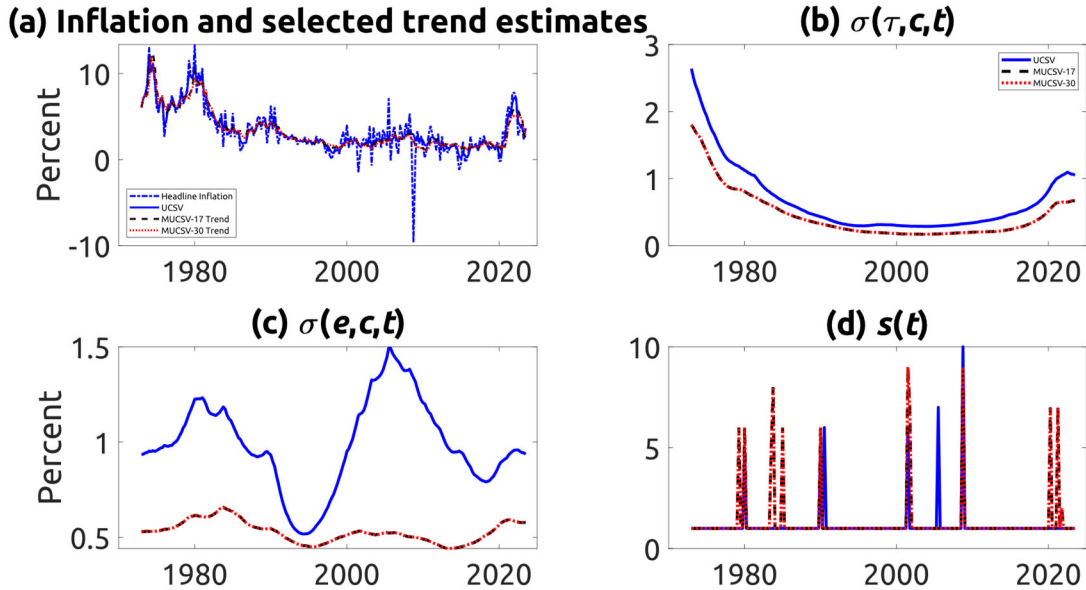 (a) Inflation and selected trend estimates
Percent
10
0
-10
1980
2000
2020
Headline Inflation
UCSV
MUCSV-17 Trend
MUCSV-30 Trend
(b) σ(τ,c,t)
3
2
1
0
1980
2000
2020
UCSV
MUCSV-17
MUCSV-30
(c) σ(e,c,t)
Percent
1.5
1
0.5
1980
2000
2020
(d) s(t)
10
5
0
1980
2000
2020